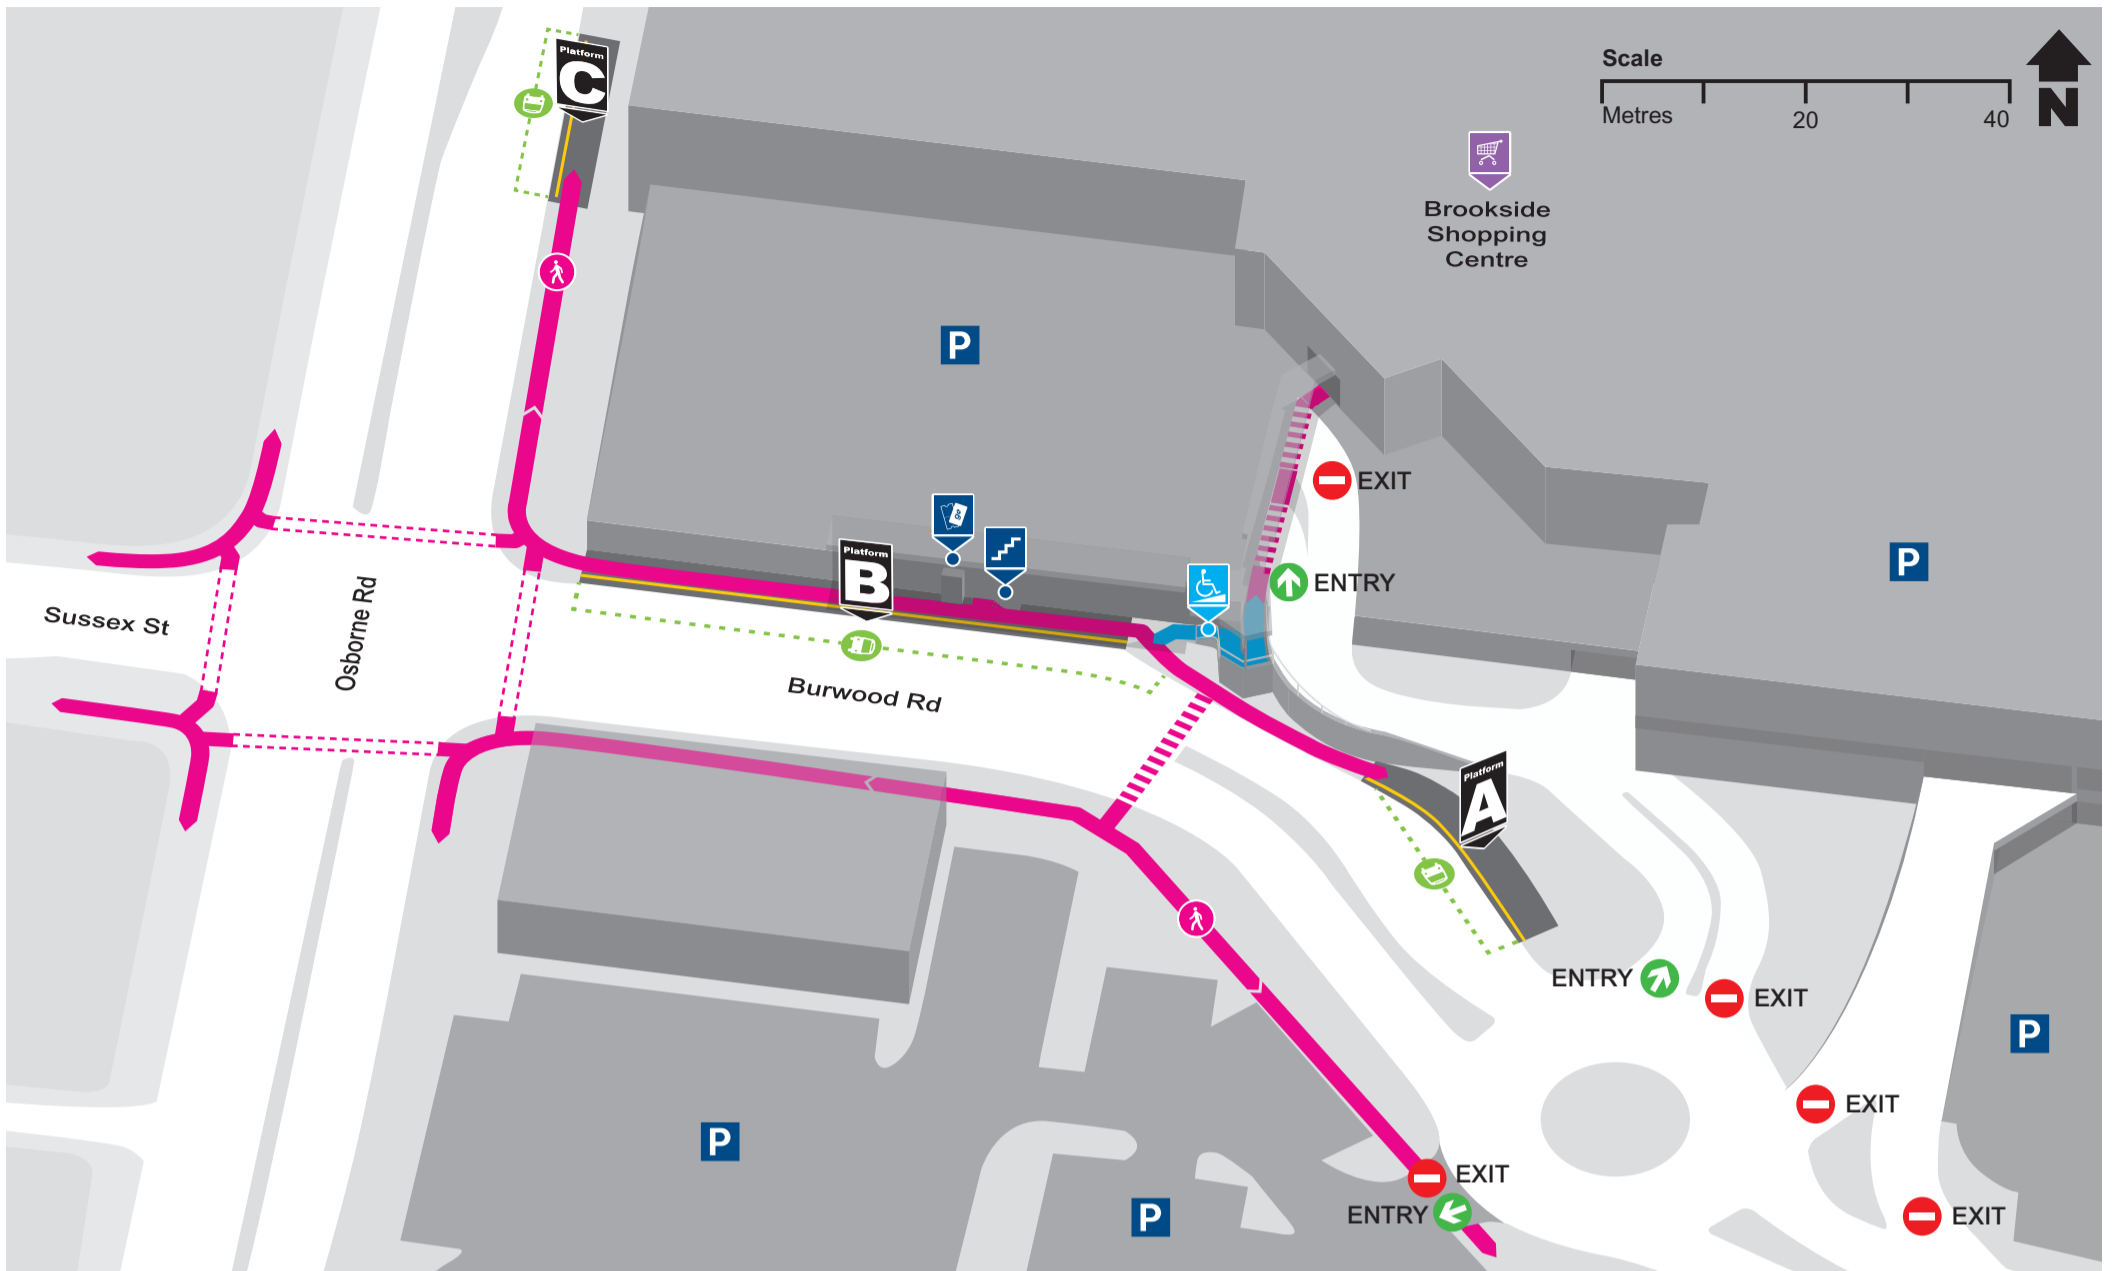 Platform
C
Scale
Metres
20
40
N
Brookside
Shopping
Centre
P
EXIT
ENTRY
P
go
Platform
B
Sussex St
Osborne Rd
Burwood Rd
Platform
A
ENTRY
EXIT
P
EXIT
P
EXIT
ENTRY
P
EXIT